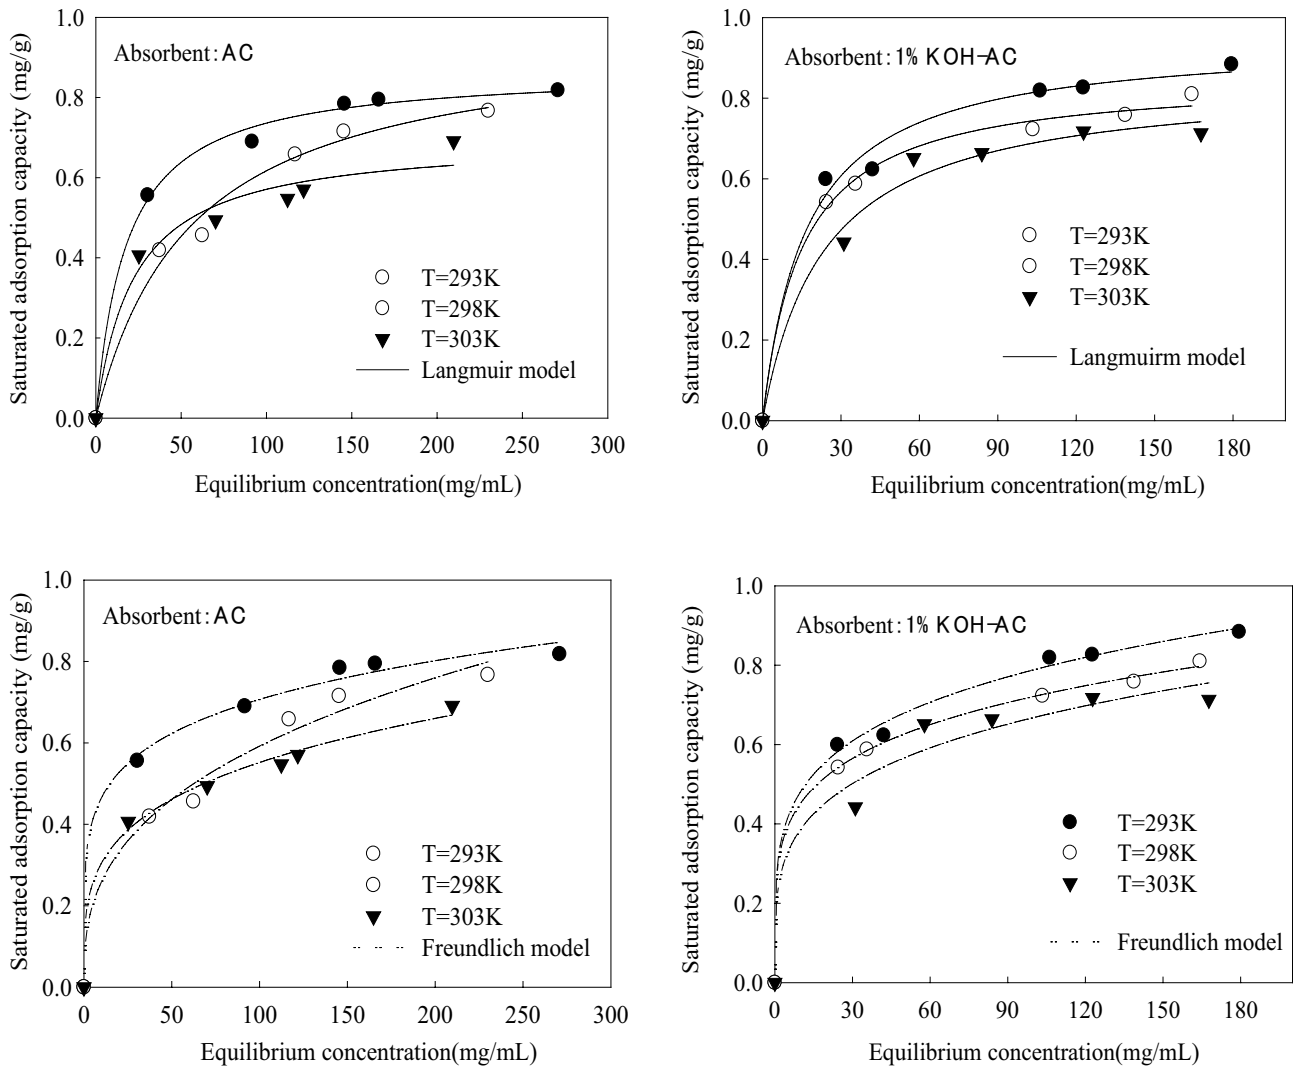 Saturated adsorption capacity (mg/g)
1.0
0.8
0.6
0.4
0.2
0.0
Absorbent: AC
T=293K
T=298K
T=303K
Langmuir model
0 50 100 150 200 250 300
Equilibrium concentration(mg/mL)
Saturated adsorption capacity (mg/g)
1.0
0.8
0.6
0.4
0.2
0.0
Absorbent: 1% KOH-AC
T=293K
T=298K
T=303K
Langmuirm model
0 30 60 90 120 150 180
Equilibrium concentration(mg/mL)
Saturated adsorption capacity (mg/g)
1.0
0.8
0.6
0.4
0.2
0.0
Absorbent: AC
T=293K
T=298K
T=303K
Freundlich model
0 50 100 150 200 250 300
Equilibrium concentration(mg/mL)
Saturated adsorption capacity (mg/g)
1.0
0.8
0.6
0.4
0.2
0.0
Absorbent: 1% KOH-AC
T=293K
T=298K
T=303K
Freundlich model
0 30 60 90 120 150 180
Equilibrium concentration(mg/mL)